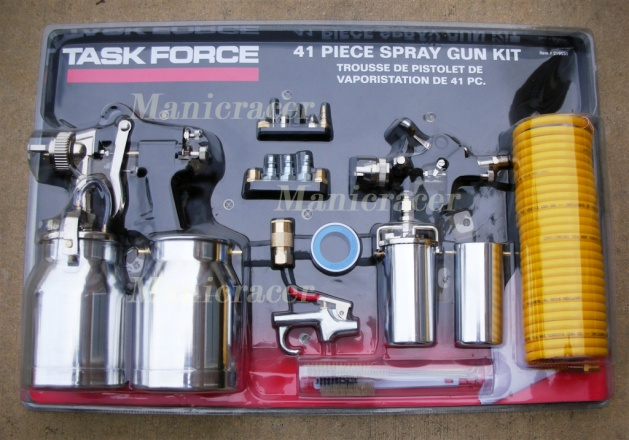 TASK FORCE
41 PIECE SPRAY GUN KIT
TROUSSE DE PISTOLET DE
VAPORISTATION DE 41 PC.
Manicracer
Manicracer
Manicracer